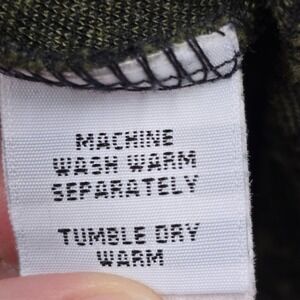 MACHINE
WASH WARM
SEPARATELY
TUMBLE DRY
WARM